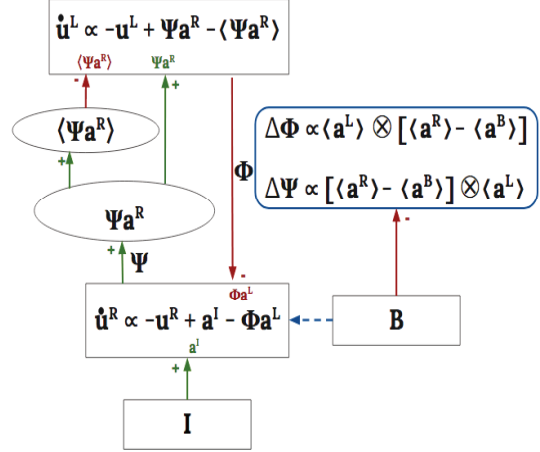 u̇ᴸ ∝ -uᴸ + Ψaᴿ - ⟨Ψaᴿ⟩
⟨Ψaᴿ⟩ Ψaᴿ
- +
⟨Ψaᴿ⟩
+
ΔΦ ∝⟨aᴸ⟩ ⊗ [⟨aᴿ⟩- ⟨aᴮ⟩]
Φ
ΔΨ ∝ [⟨aᴿ⟩- ⟨aᴮ⟩] ⊗⟨aᴸ⟩
Ψaᴿ
-
+ Ψ
-
Φaᴸ
u̇ᴿ ∝ -uᴿ + aᴵ - Φaᴸ
B
aᴵ
+
I